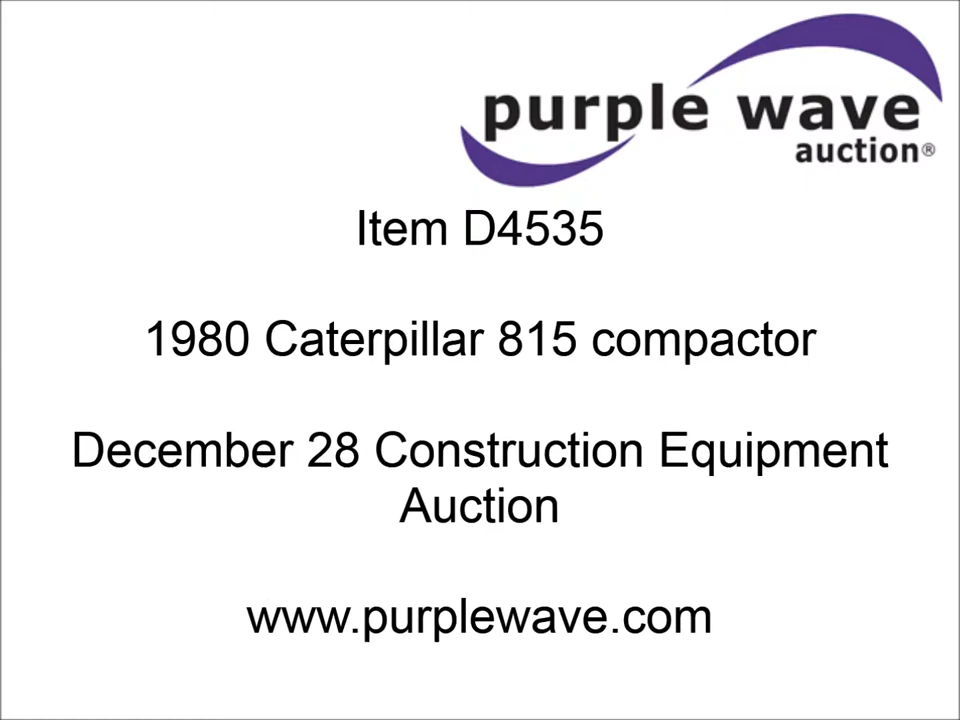 purple wave
auction®
Item D4535
1980 Caterpillar 815 compactor
December 28 Construction Equipment
Auction
www.purplewave.com